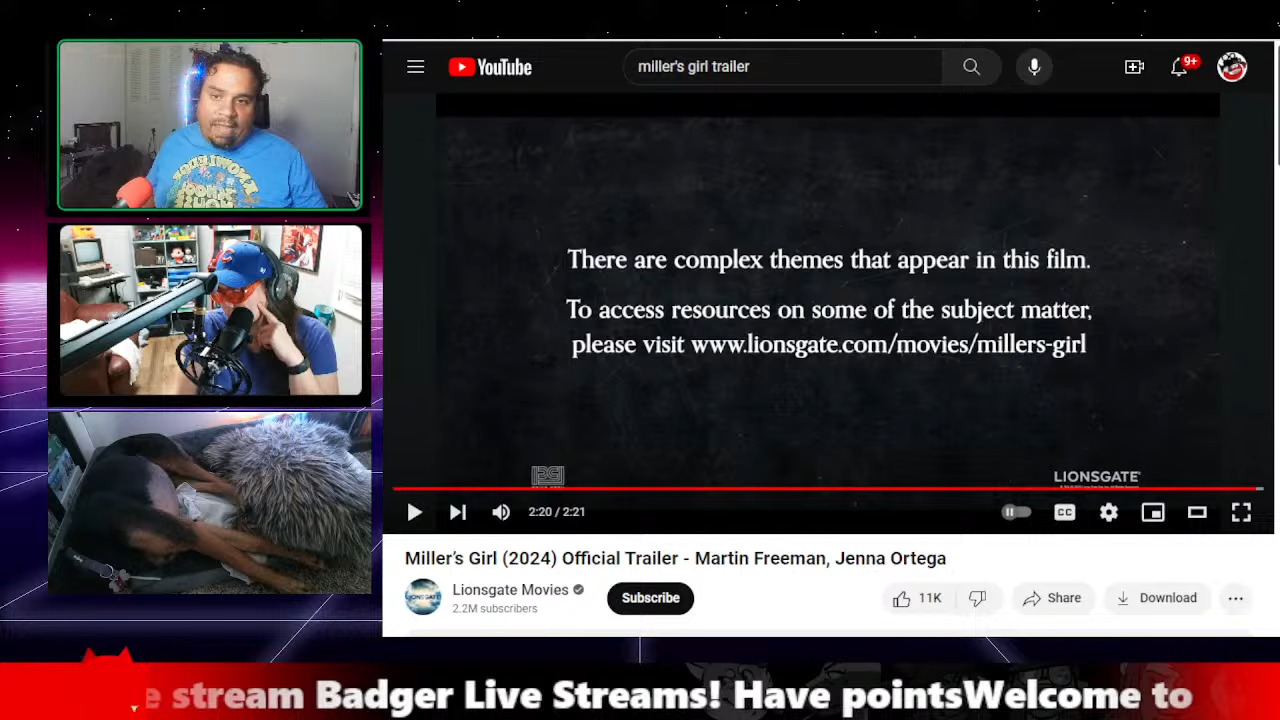 YouTube
miller's girl trailer
9+
There are complex themes that appear in this film.
To access resources on some of the subject matter,
please visit www.lionsgate.com/movies/millers-girl
LIONSGATE
2:20 / 2:21
CC
Miller's Girl (2024) Official Trailer - Martin Freeman, Jenna Ortega
Lionsgate Movies
2.2M subscribers
Subscribe
11K
Share
Download
e stream Badger Live Streams! Have pointsWelcome to